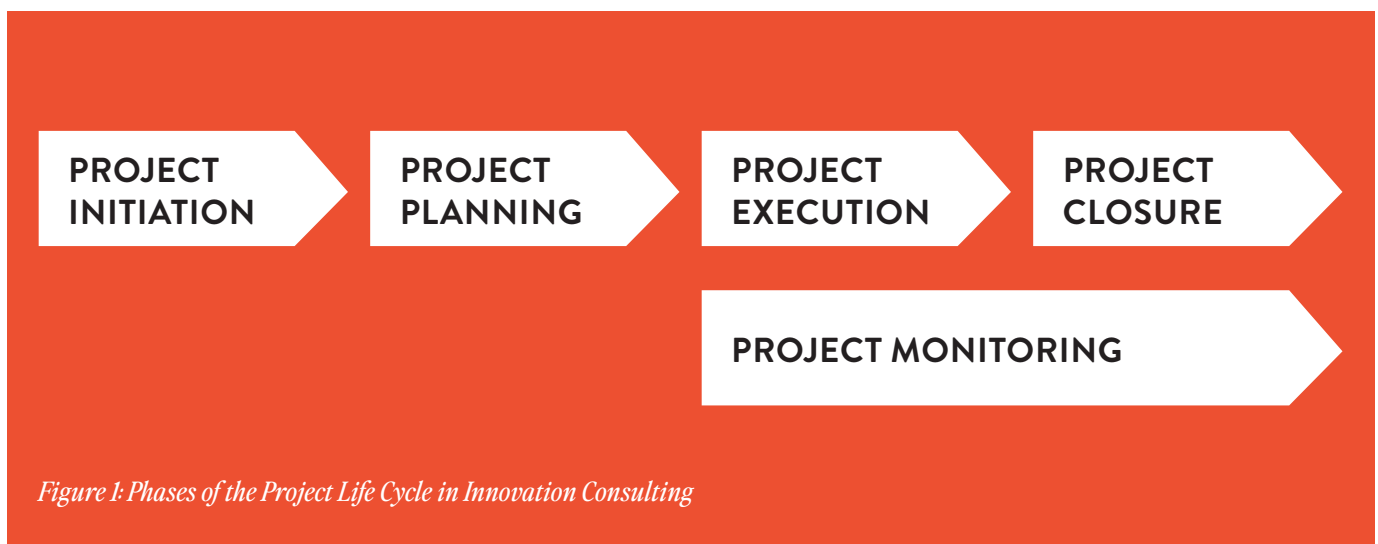 PROJECT
INITIATION
PROJECT
PLANNING
PROJECT
EXECUTION
PROJECT
CLOSURE
PROJECT MONITORING
Figure 1: Phases of the Project Life Cycle in Innovation Consulting